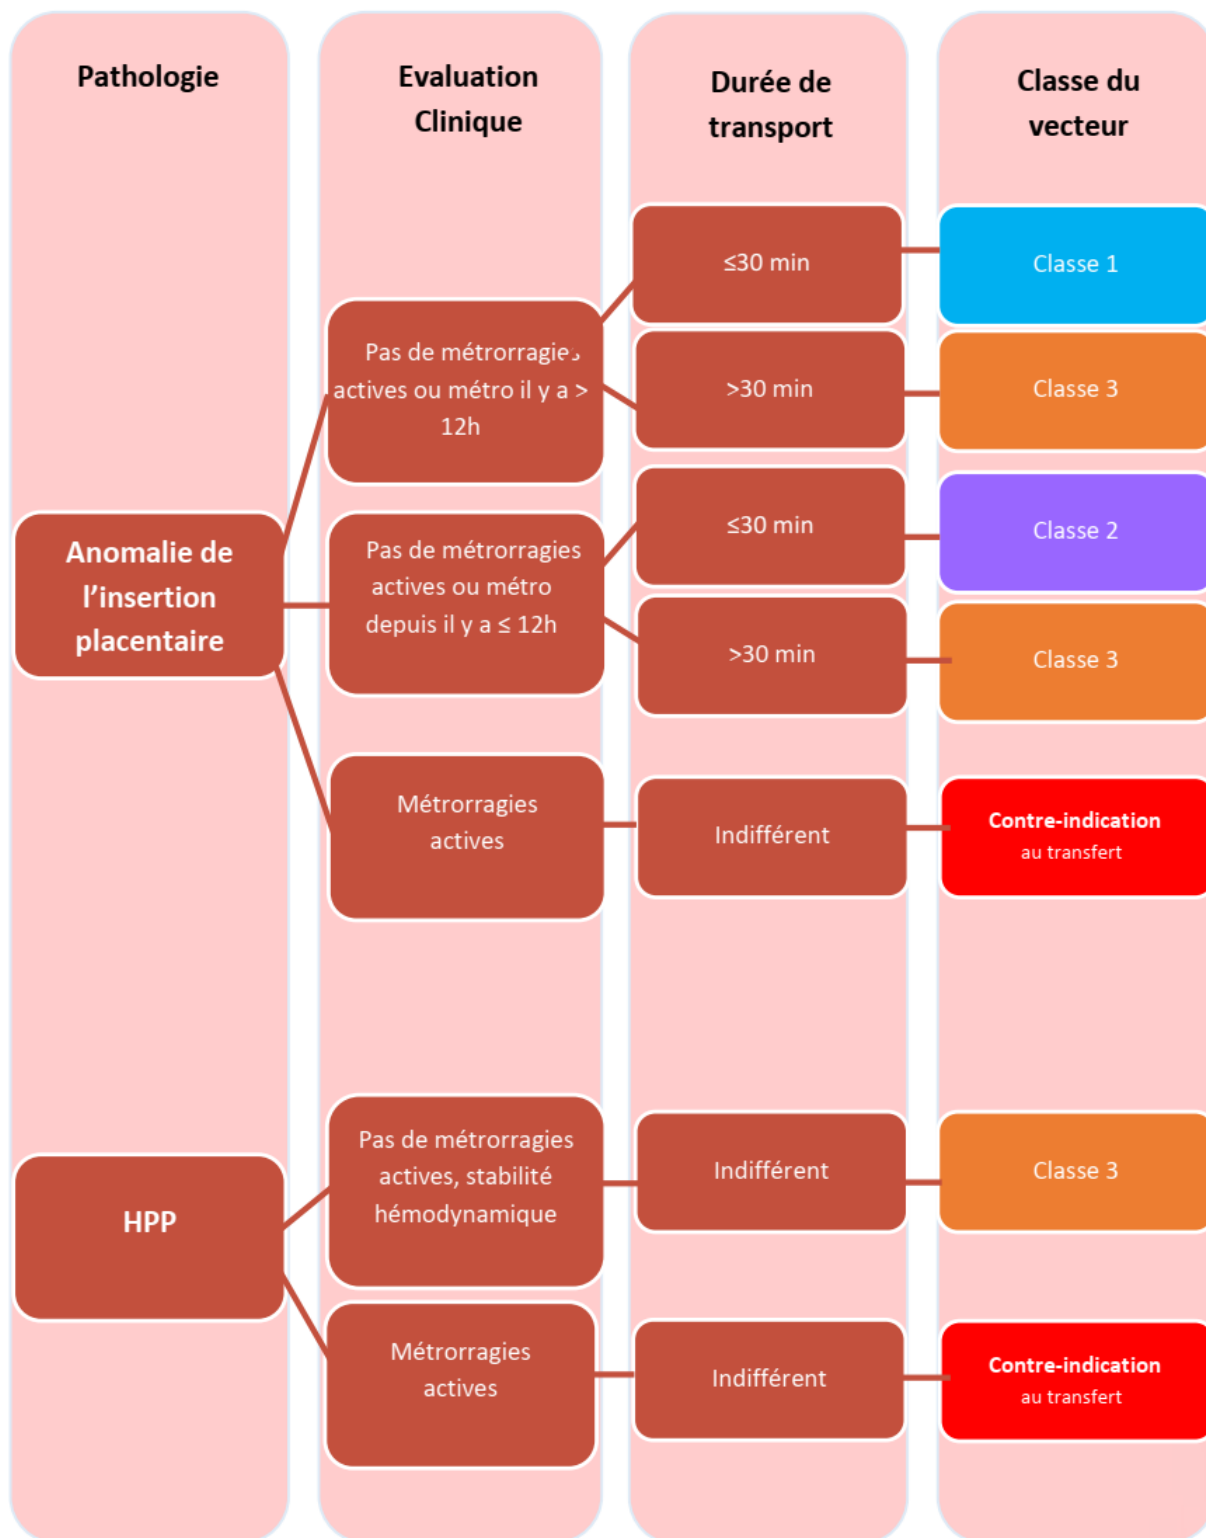 Pathologie
Evaluation
Clinique
Durée de
transport
Classe du
vecteur
Anomalie de
l’insertion
placentaire
Pas de métrorragies
actives ou métro il y a >
12h
≤30 min
Classe 1
>30 min
Classe 3
Pas de métrorragies
actives ou métro
depuis il y a ≤ 12h
≤30 min
Classe 2
>30 min
Classe 3
Métrorragies
actives
Indifférent
Contre-indication
au transfert
HPP
Pas de métrorragies
actives, stabilité
hémodynamique
Indifférent
Classe 3
Métrorragies
actives
Indifférent
Contre-indication
au transfert